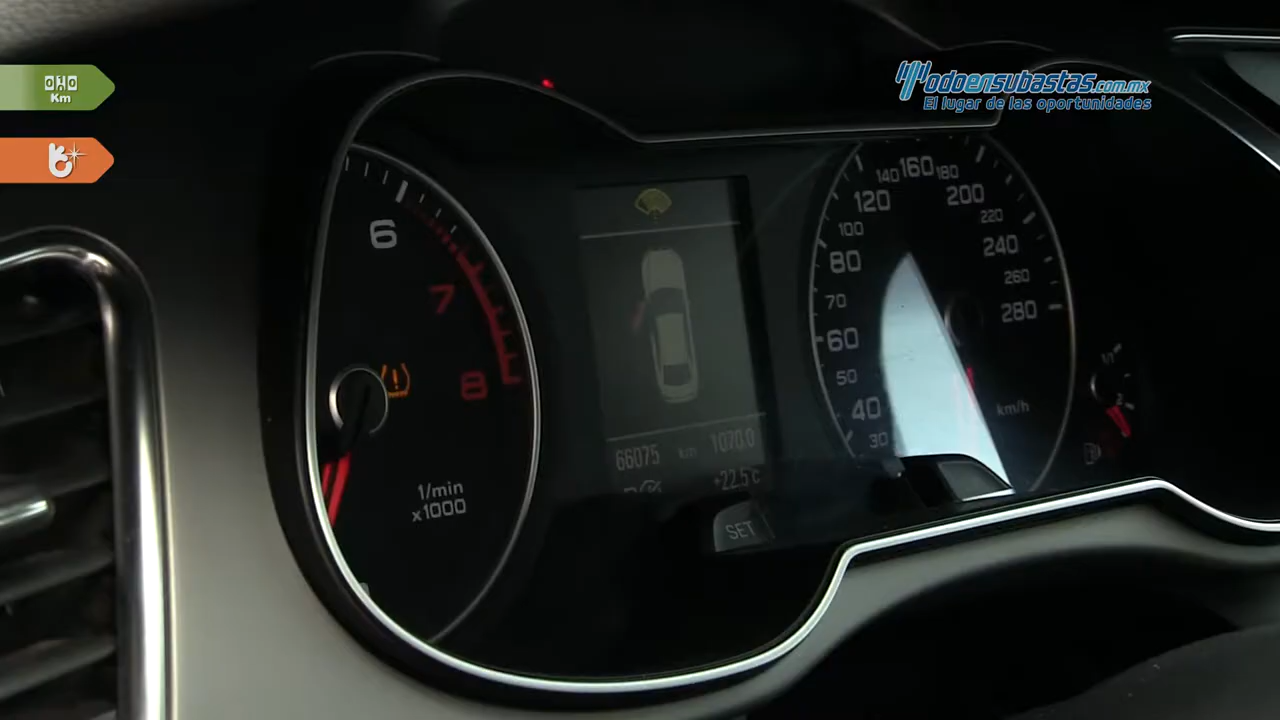 Km
Todoensubastas.com.mx
El lugar de las oportunidades
6
7
8
1/min
x1000
66075 km 1070.0
+22.5°C
SET
30
40
50
60
70
80
100
120
140
160
180
200
220
240
260
280
km/h
1/1